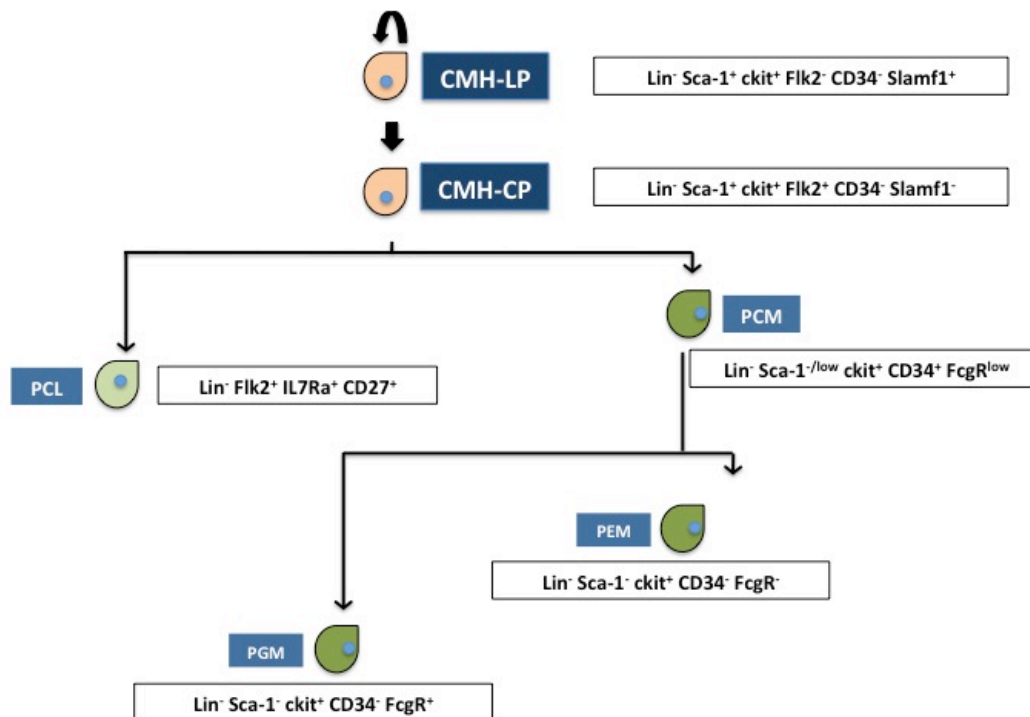 CMH-LP
Lin⁻ Sca-1⁺ ckit⁺ Flk2⁻ CD34⁻ Slamf1⁺
CMH-CP
Lin⁻ Sca-1⁺ ckit⁺ Flk2⁺ CD34⁻ Slamf1⁻
PCM
Lin⁻ Sca-1⁻/ˡᵒʷ ckit⁺ CD34⁺ FcgRˡᵒʷ
PCL
Lin⁻ Flk2⁺ IL7Ra⁺ CD27⁺
PEM
Lin⁻ Sca-1⁻ ckit⁺ CD34⁻ FcgR⁻
PGM
Lin⁻ Sca-1⁻ ckit⁺ CD34⁻ FcgR⁺